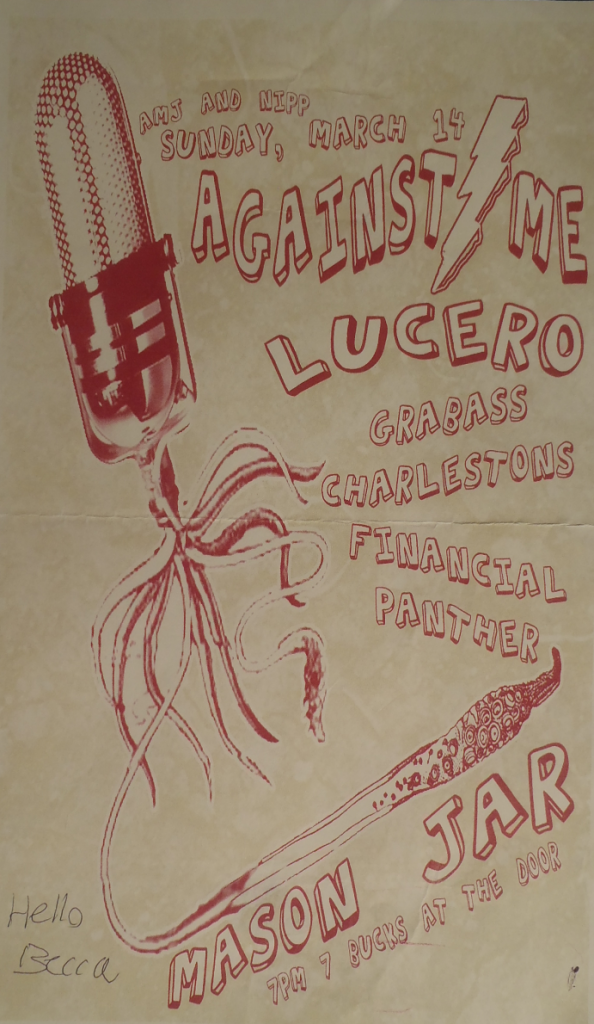 AMJ AND NIPP
SUNDAY, MARCH 14
AGAINST ME
LUCERO
GRABASS
CHARLESTONS
FINANCIAL
PANTHER
MASON JAR
7PM 7 BUCKS AT THE DOOR
Hello
Becca